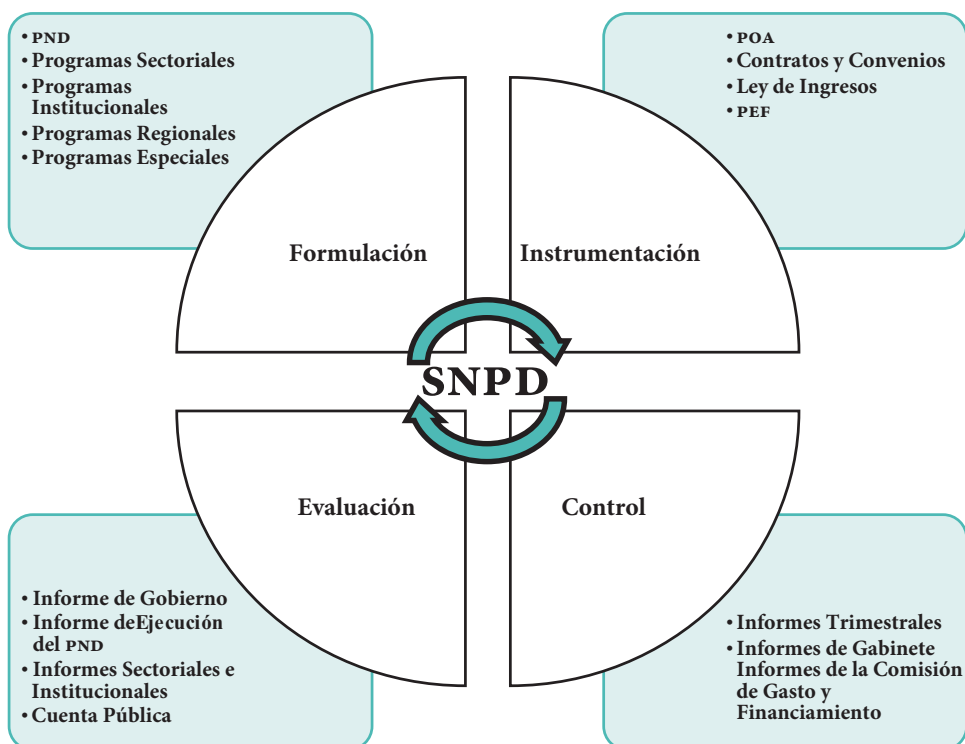 • PND
• Programas Sectoriales
• Programas
Institucionales
• Programas Regionales
• Programas Especiales
• POA
• Contratos y Convenios
• Ley de Ingresos
• PEF
Formulación
Instrumentación
SNPD
Evaluación
Control
• Informe de Gobierno
• Informe deEjecución
del PND
• Informes Sectoriales e
Institucionales
• Cuenta Pública
• Informes Trimestrales
• Informes de Gabinete
Informes de la Comisión
de Gasto y
Financiamiento